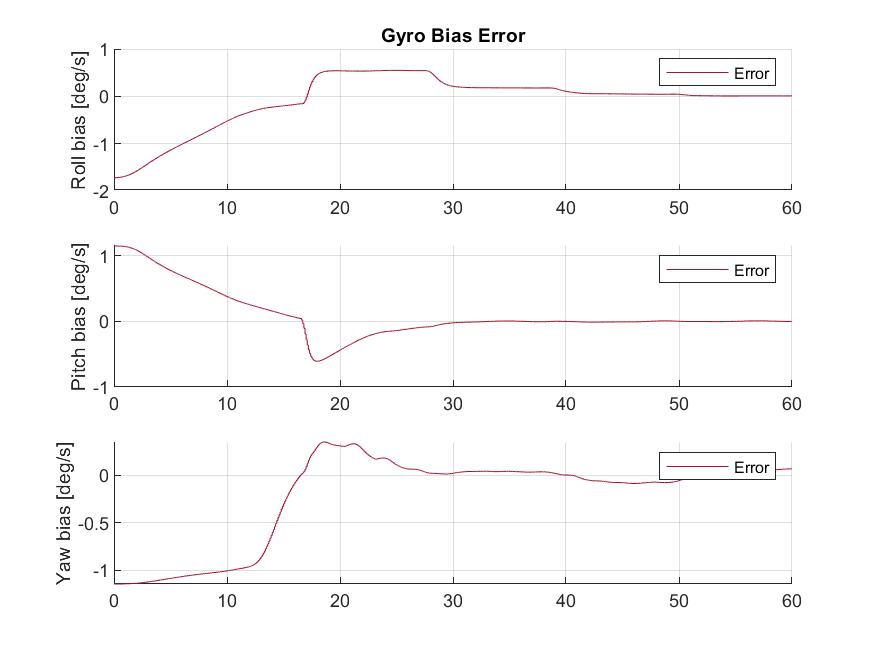 Gyro Bias Error
Roll bias [deg/s]
1
0
-1
-2
Error
0 10 20 30 40 50 60
Pitch bias [deg/s]
1
0
-1
Error
0 10 20 30 40 50 60
Yaw bias [deg/s]
0
-0.5
-1
Error
0 10 20 30 40 50 60